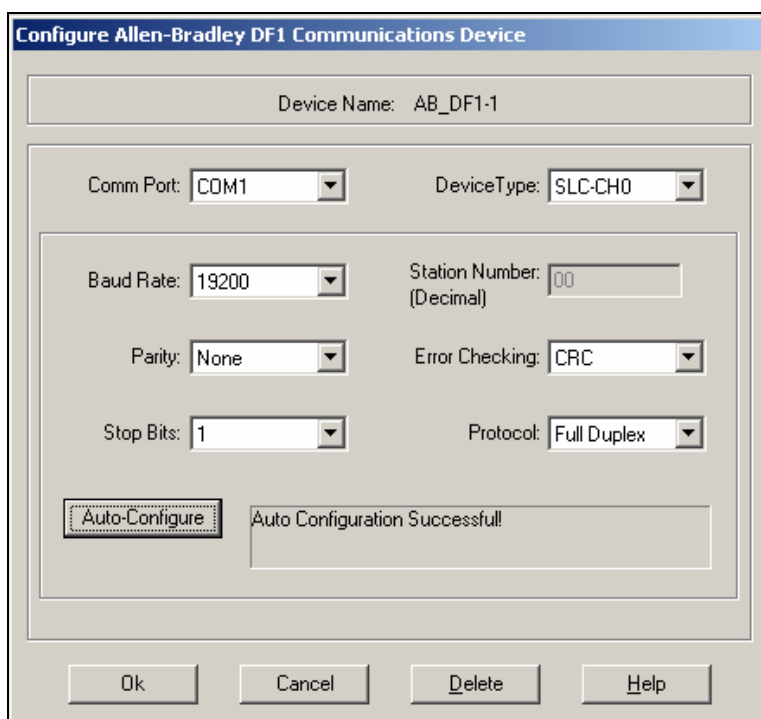 Configure Allen-Bradley DF1 Communications Device
Device Name: AB_DF1-1
Comm Port: COM1 DeviceType: SLC-CH0
Baud Rate: 19200 Station Number: 00
(Decimal)
Parity: None Error Checking: CRC
Stop Bits: 1 Protocol: Full Duplex
Auto-Configure Auto Configuration Successful!
Ok Cancel Delete Help